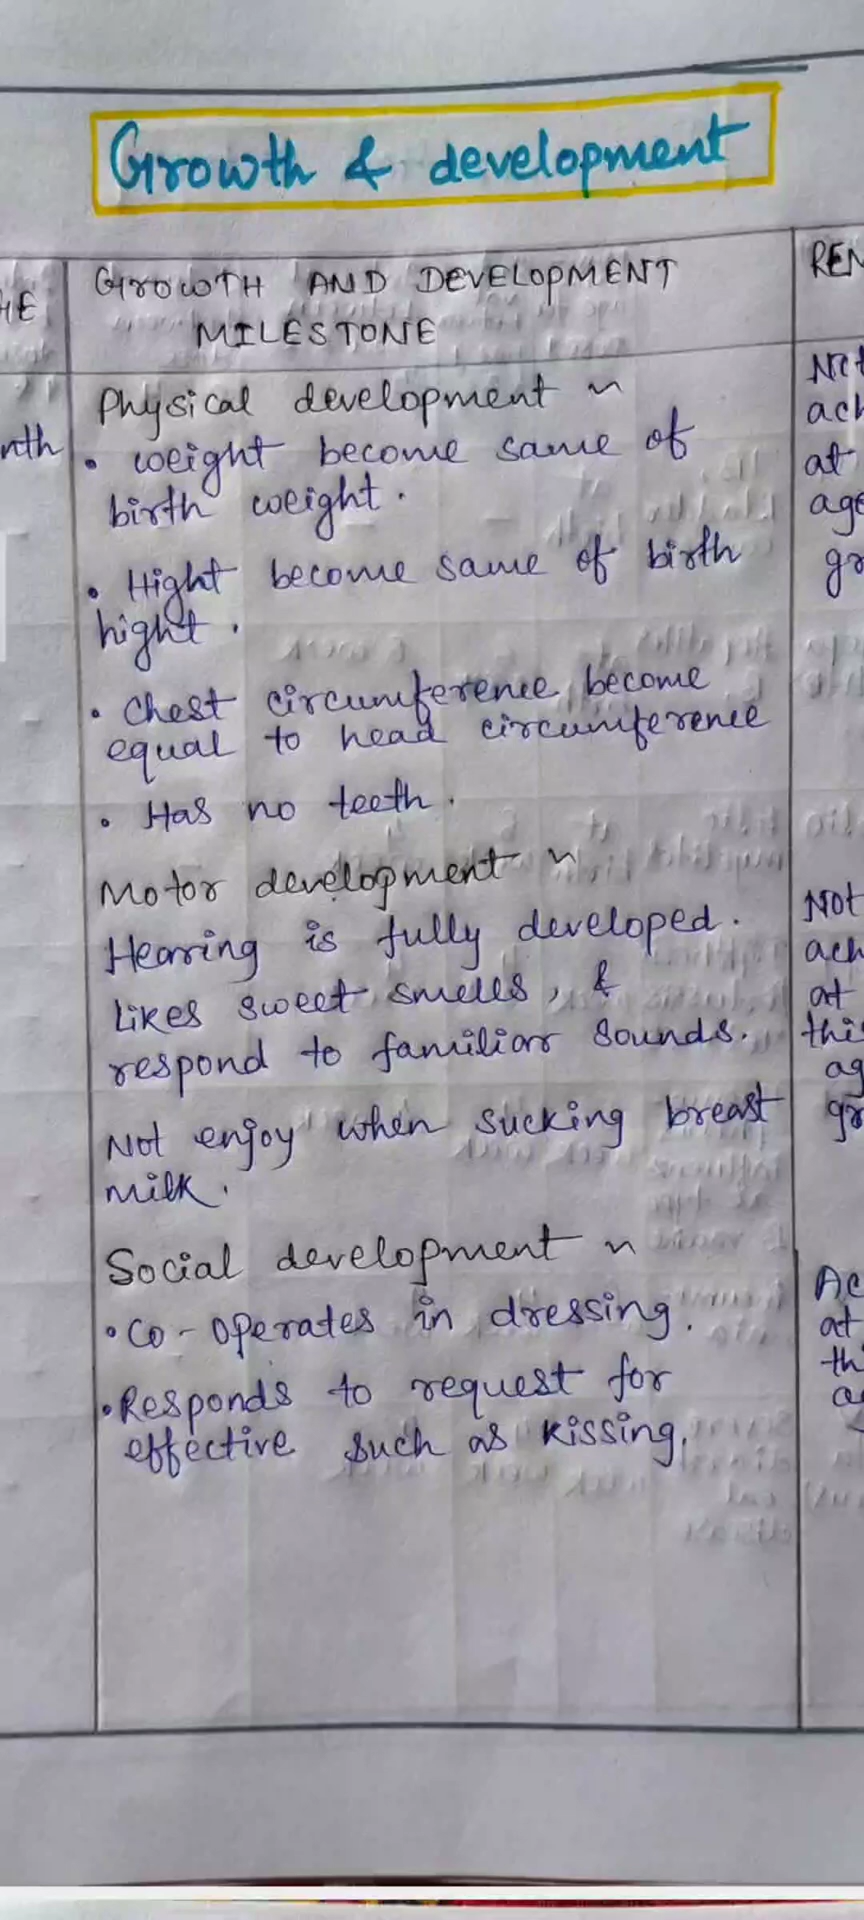 Growth & development
HE
GROWTH AND DEVELOPMENT
MILESTONE
REM
nth
Physical development ~
• weight become same of
birth weight.
• Hight become same of birth
hight.
• Chest circumference become
equal to head circumference
• Has no teeth.
Not
ach
at
age
gr
Motor development ~
Hearing is fully developed.
Likes sweet smells, &
respond to familiar sounds.
Not enjoy when sucking breast
milk.
Not
ach
at
this
ag
gr
Social development ~
• Co-operates in dressing.
• Responds to request for
effective such as kissing.
Ac
at
th
a